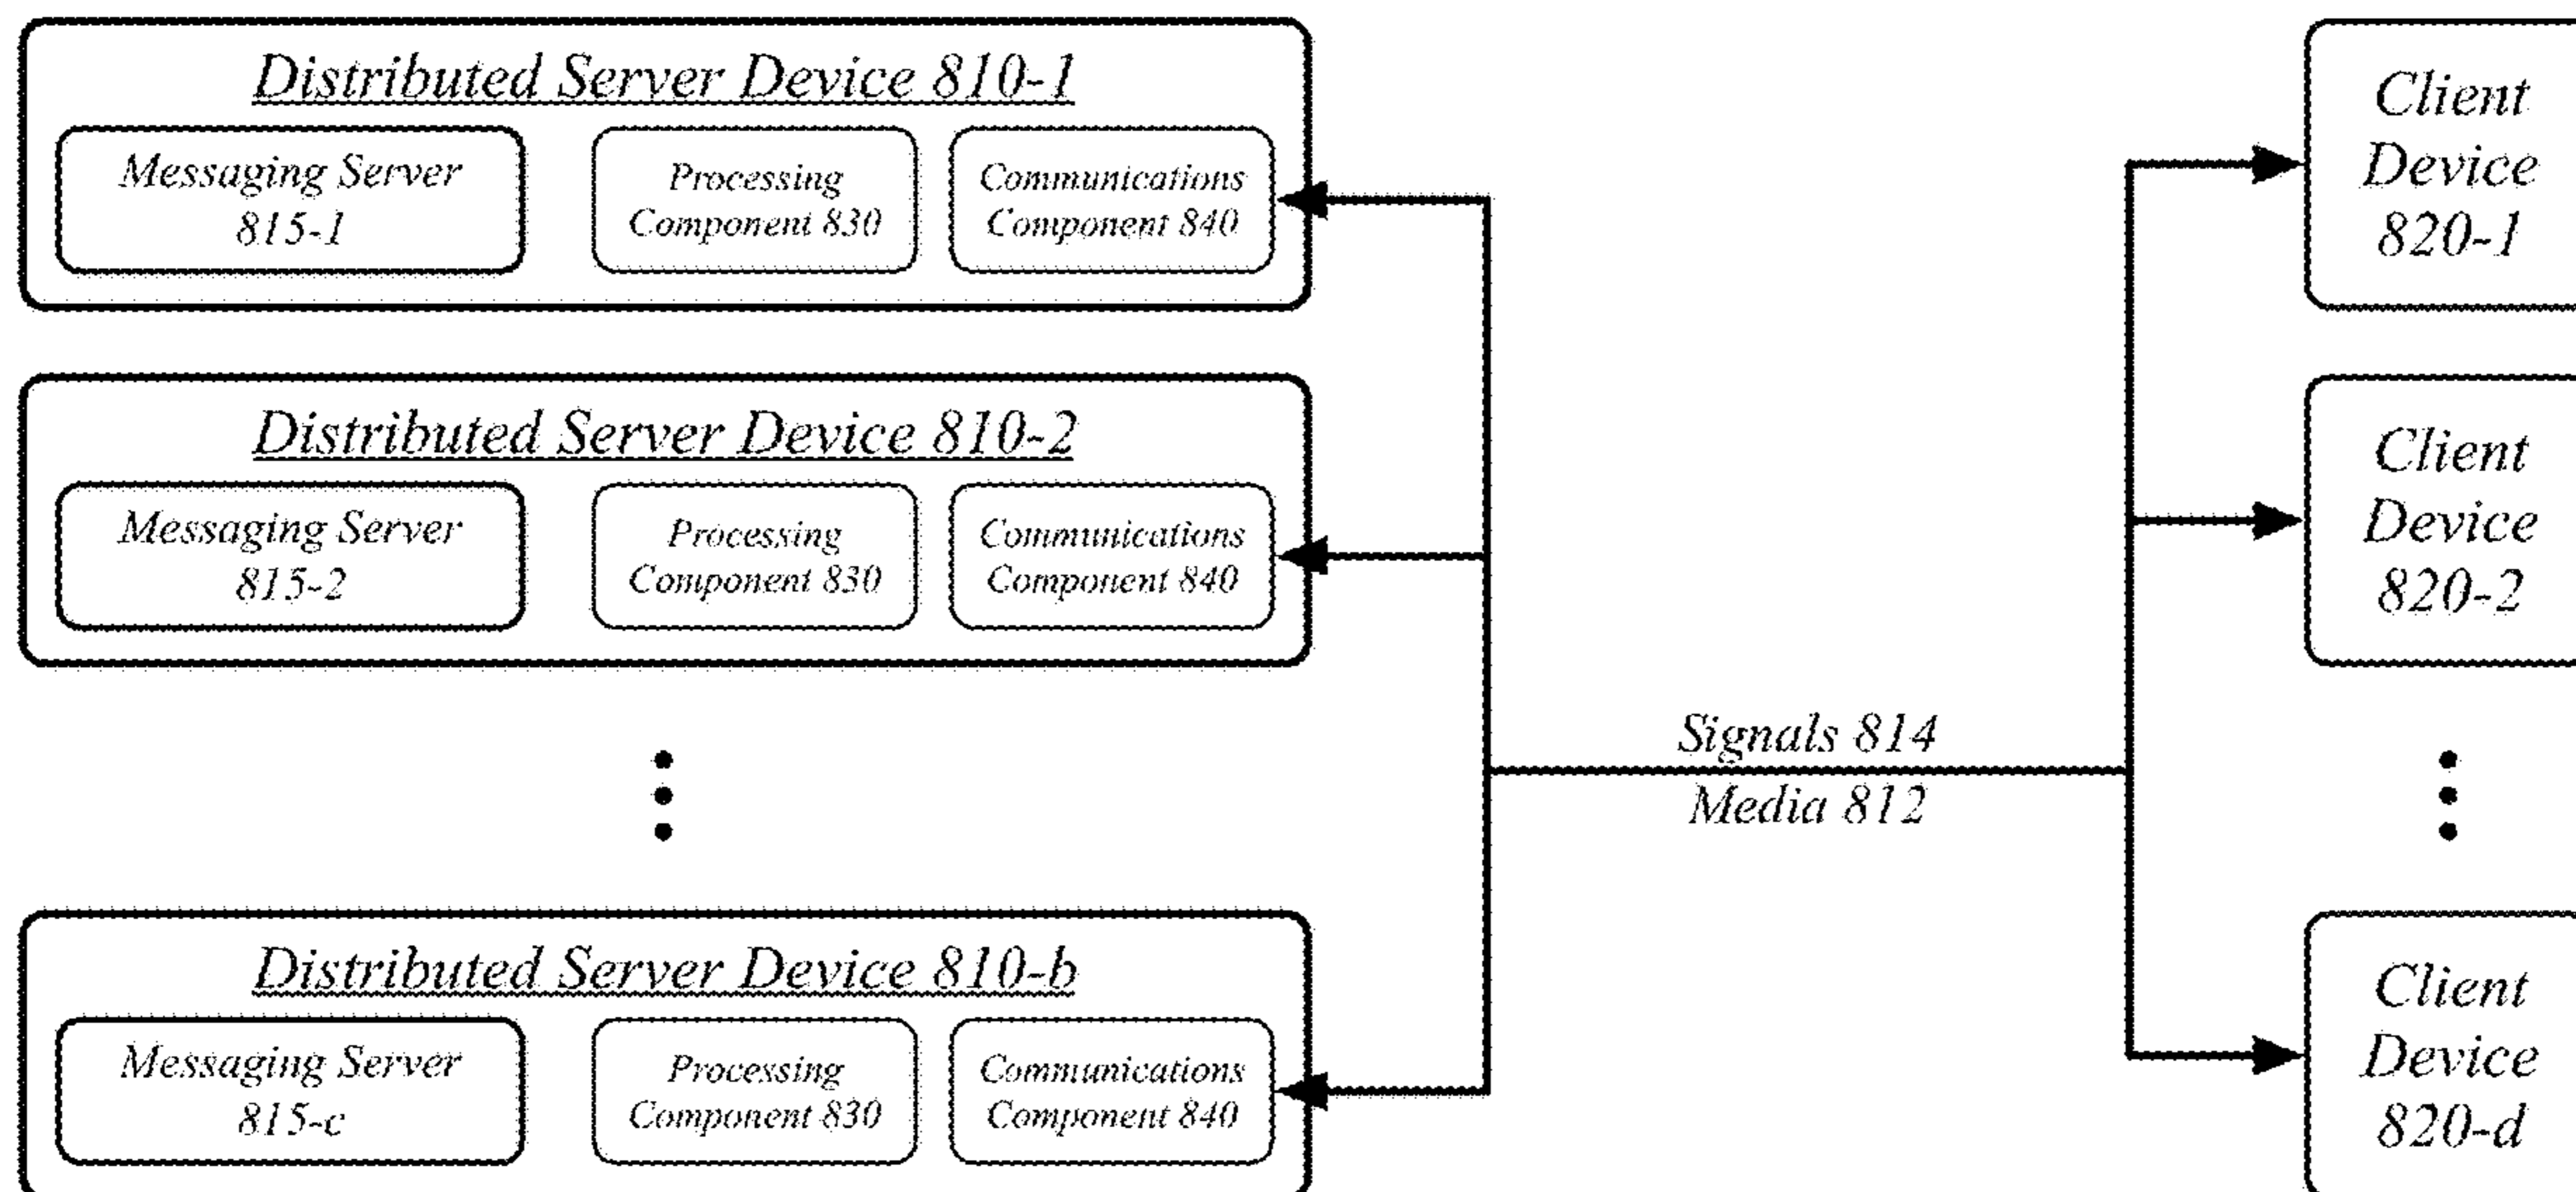 Distributed Server Device 810-1
Messaging Server
815-1
Processing
Component 830
Communications
Component 840
Distributed Server Device 810-2
Messaging Server
815-2
Processing
Component 830
Communications
Component 840
Distributed Server Device 810-b
Messaging Server
815-c
Processing
Component 830
Communications
Component 840
Signals 814
Media 812
Client
Device
820-1
Client
Device
820-2
Client
Device
820-d